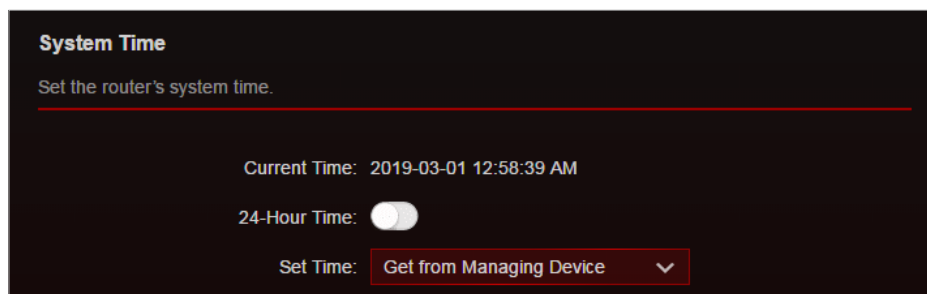 System Time
Set the router's system time.
Current Time: 2019-03-01 12:58:39 AM
24-Hour Time:
Set Time: Get from Managing Device